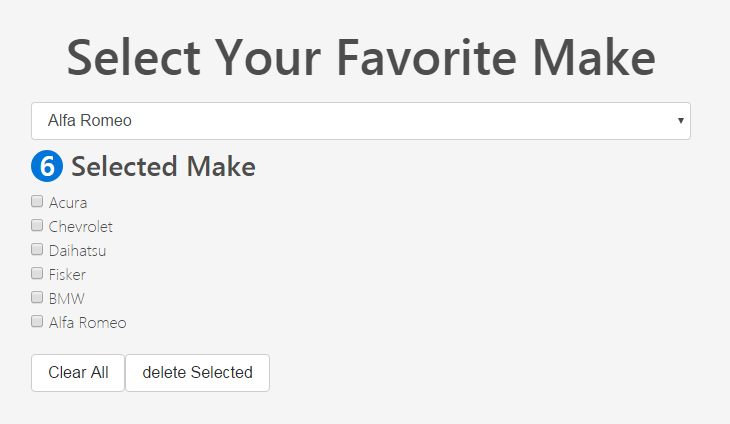 Select Your Favorite Make
Alfa Romeo
6 Selected Make
Acura
Chevrolet
Daihatsu
Fisker
BMW
Alfa Romeo
Clear All delete Selected